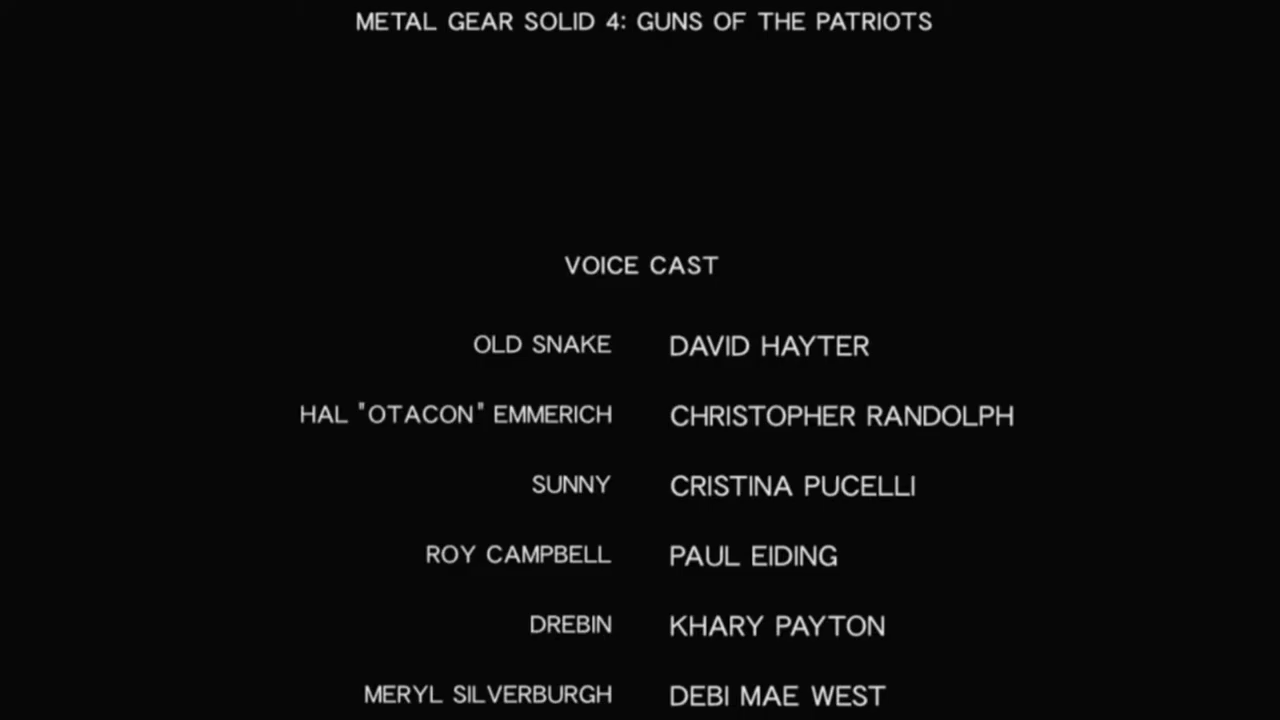 METAL GEAR SOLID 4: GUNS OF THE PATRIOTS
VOICE CAST
OLD SNAKE DAVID HAYTER
HAL "OTACON" EMMERICH CHRISTOPHER RANDOLPH
SUNNY CRISTINA PUCELLI
ROY CAMPBELL PAUL EIDING
DREBIN KHARY PAYTON
MERYL SILVERBURGH DEBI MAE WEST